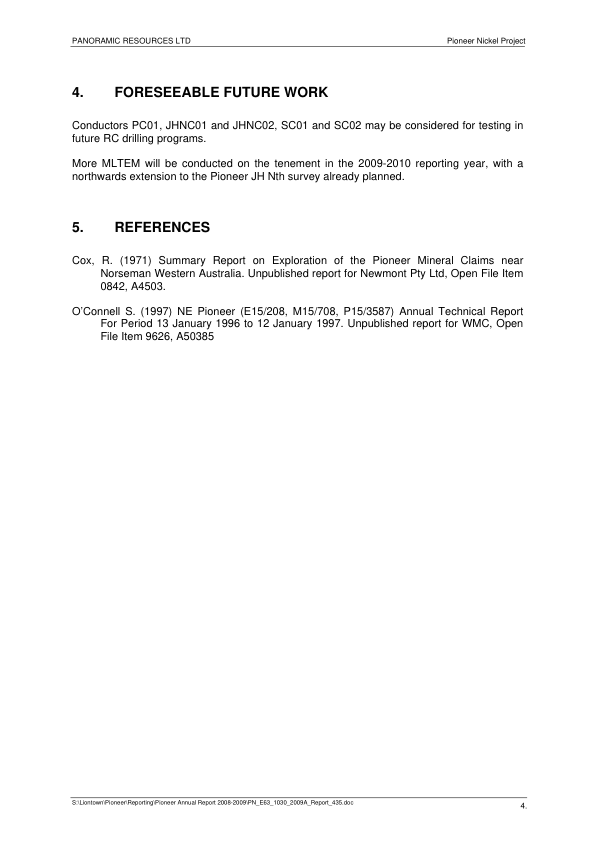 PANORAMIC RESOURCES LTD Pioneer Nickel Project
4. FORESEEABLE FUTURE WORK
Conductors PC01, JHNC01 and JHNC02, SC01 and SC02 may be considered for testing in
future RC drilling programs.
More MLTEM will be conducted on the tenement in the 2009-2010 reporting year, with a
northwards extension to the Pioneer JH Nth survey already planned.
5. REFERENCES
Cox, R. (1971) Summary Report on Exploration of the Pioneer Mineral Claims near
Norseman Western Australia. Unpublished report for Newmont Pty Ltd, Open File Item
0842, A4503.
O'Connell S. (1997) NE Pioneer (E15/208, M15/708, P15/3587) Annual Technical Report
For Period 13 January 1996 to 12 January 1997. Unpublished report for WMC, Open
File Item 9626, A50385
S:\Liontown\Pioneer\Reporting\Pioneer Annual Report 2008-2009\PN_E63_1030_2009A_Report_435.doc 4.